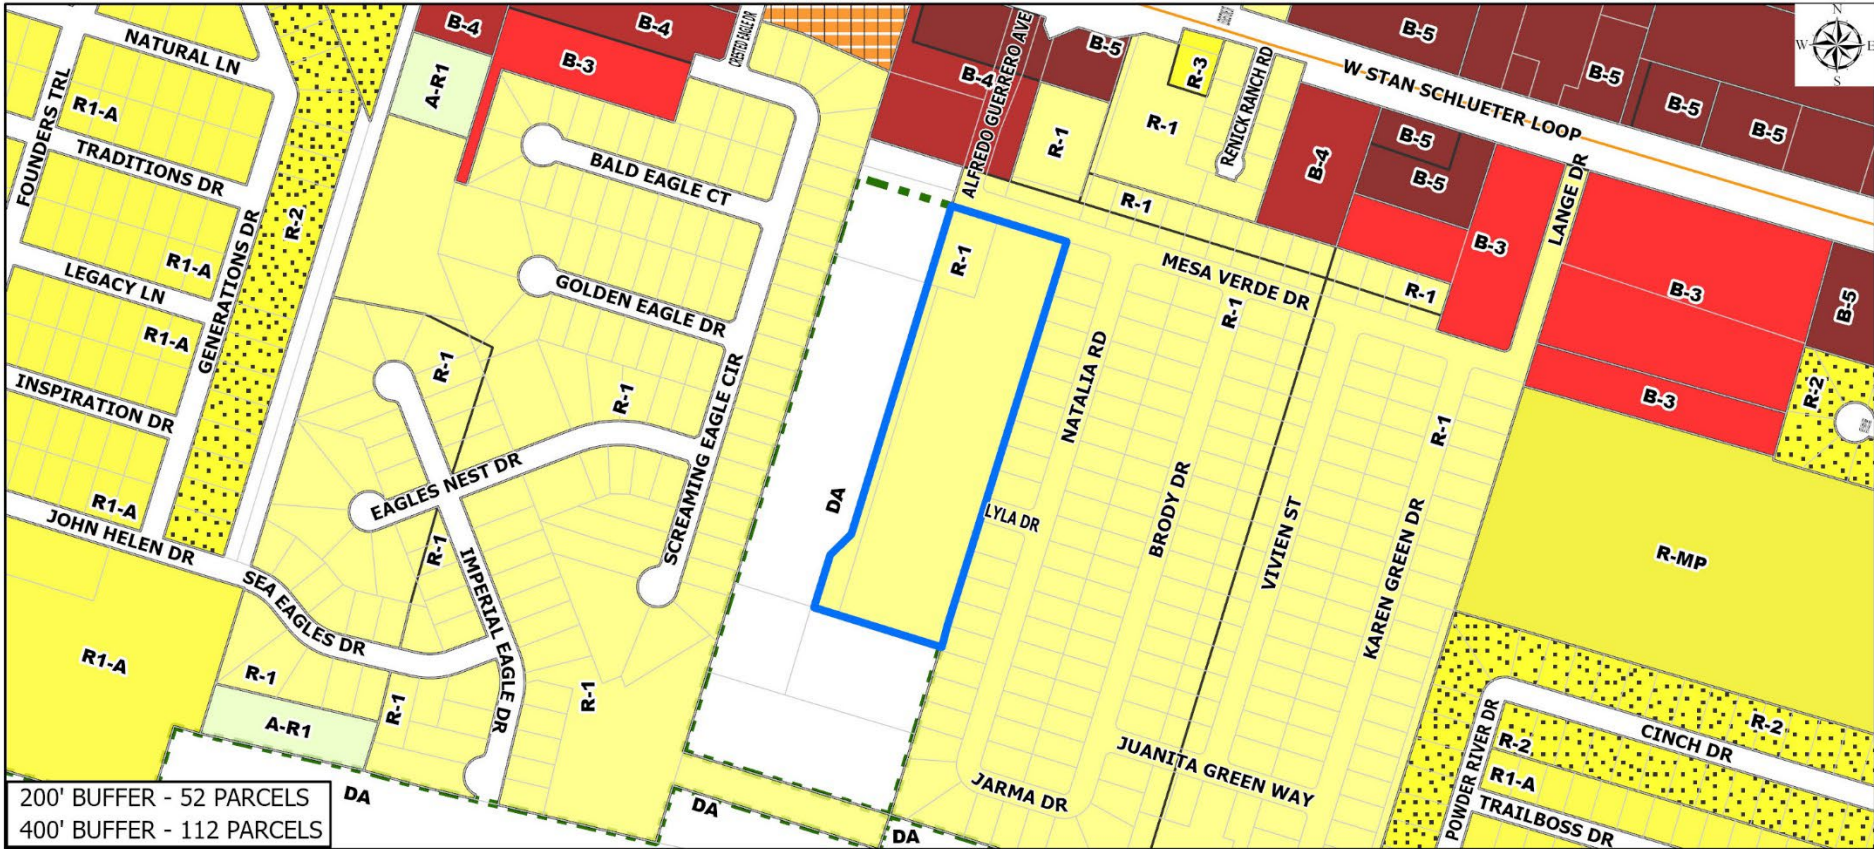 B-4
B-4
CRESTED EAGLE DR
ALFREDO GUERRERO AVE
B-5
B-5
N
W
E
S
NATURAL LN
B-3
A-R1
B-4
R-3
RENICK RANCH RD
W STAN SCHLUETER LOOP
B-5
B-5
B-5
FOUNDERS TRL
R1-A
R-1
R-1
B-5
B-5
B-4
TRADITIONS DR
BALD EAGLE CT
R-1
LANGE DR
R-2
GENERATIONS DR
R1-A
LEGACY LN
GOLDEN EAGLE DR
R-1
MESA VERDE DR
R-1
R-1
B-3
B-3
B-5
R1-A
R-1
R-1
SCREAMING EAGLE CIR
NATALIA RD
INSPIRATION DR
R-1
B-3
R-2
EAGLES NEST DR
R1-A
JOHN HELEN DR
R-1
IMPERIAL EAGLE DR
DA
LYLA DR
BRODY DR
VIVIEN ST
KAREN GREEN DR
R-MP
SEA EAGLES DR
R1-A
R-1
R-1
R-1
A-R1
JUANITA GREEN WAY
JARMA DR
POWDER RIVER DR
R-2
R-2
CINCH DR
R1-A
TRAILBOSS DR
DA
DA
DA
200' BUFFER - 52 PARCELS
400' BUFFER - 112 PARCELS